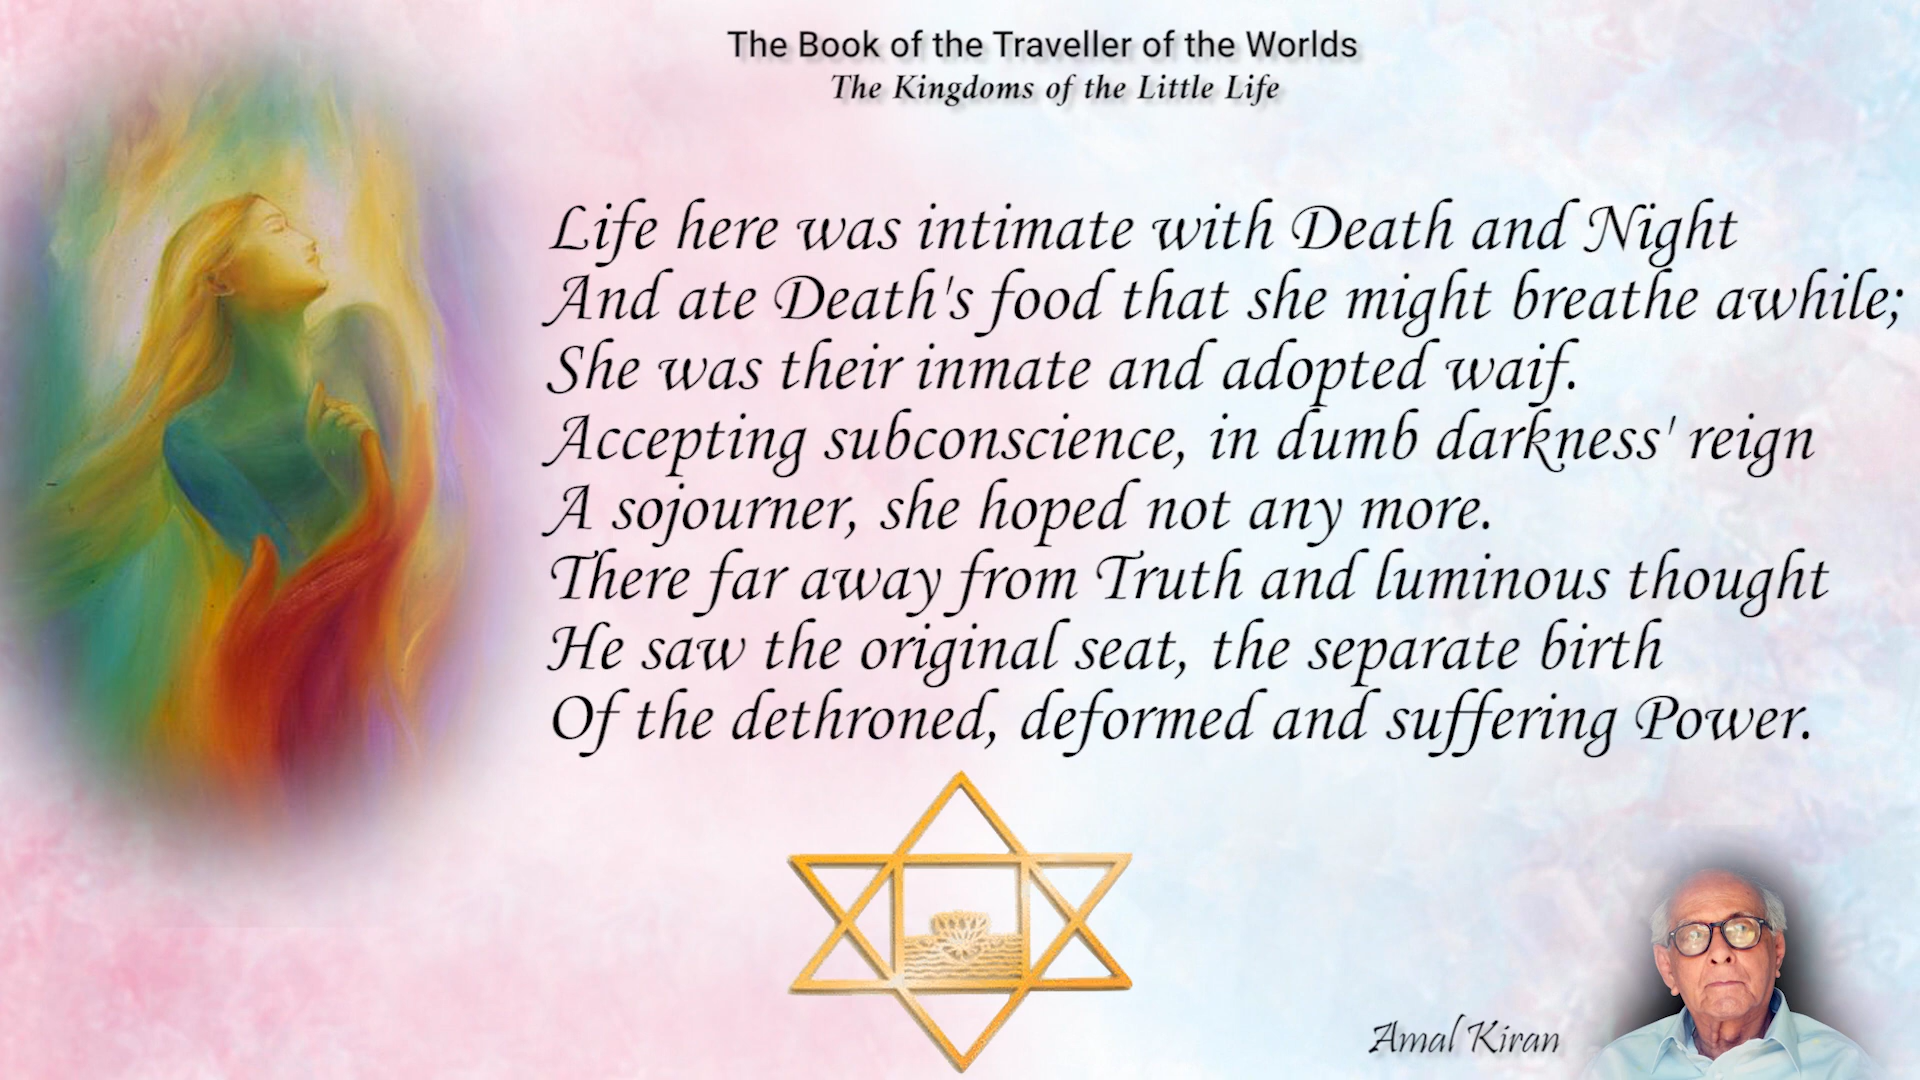 The Book of the Traveller of the Worlds
The Kingdoms of the Little Life
Life here was intimate with Death and Night
And ate Death's food that she might breathe awhile;
She was their inmate and adopted waif.
Accepting subconscience, in dumb darkness' reign
A sojourner, she hoped not any more.
There far away from Truth and luminous thought
He saw the original seat, the separate birth
Of the dethroned, deformed and suffering Power.
Amal Kiran